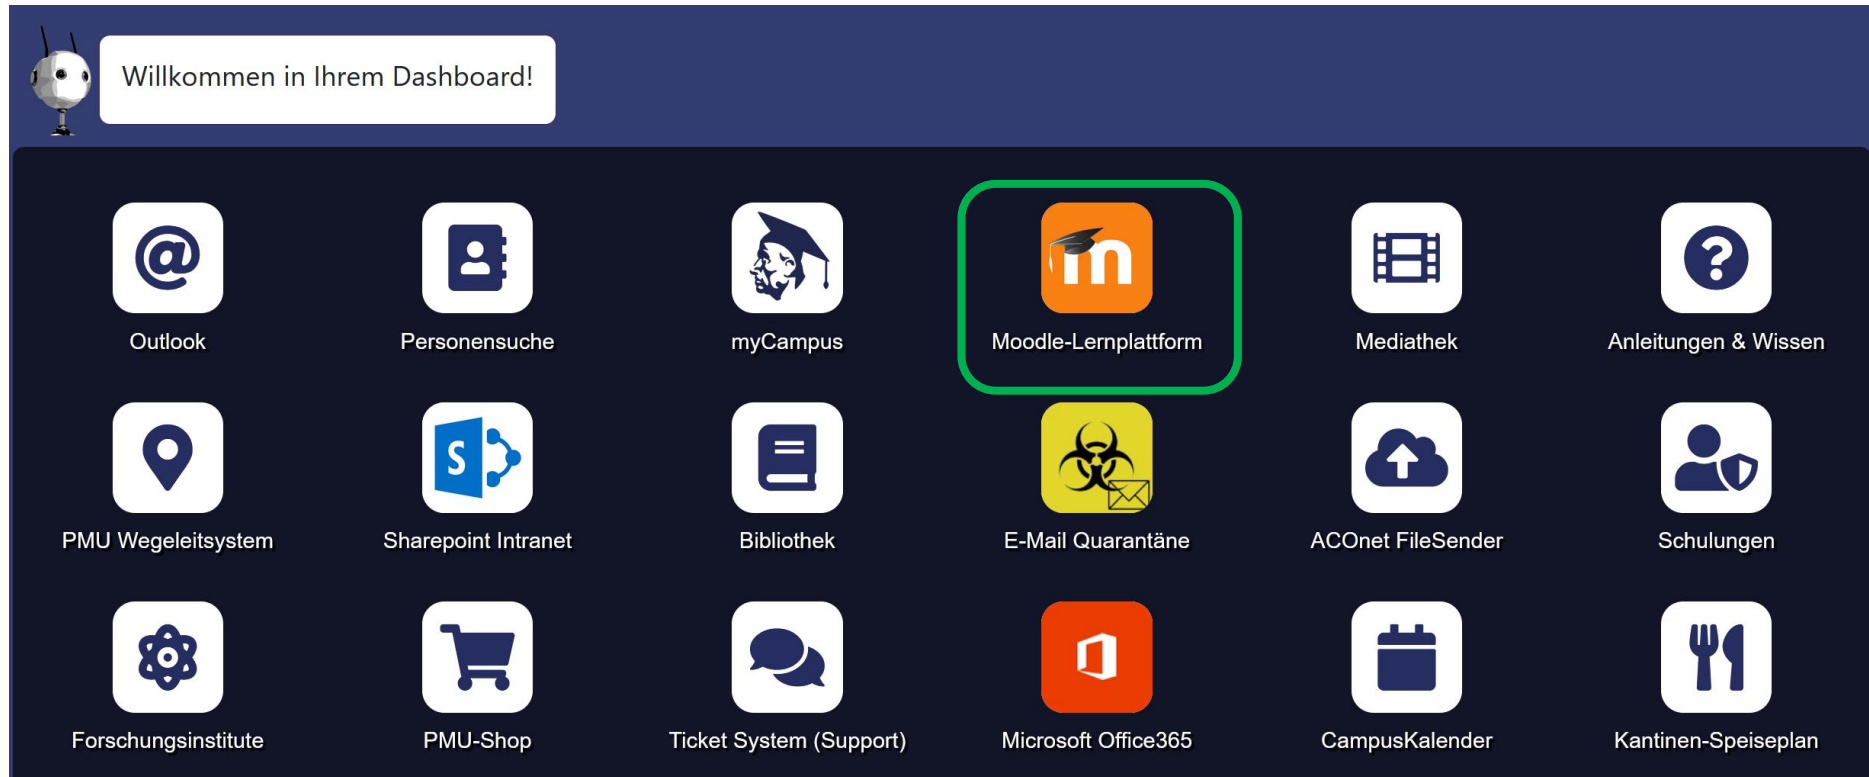 Willkommen in Ihrem Dashboard!
Outlook
Personensuche
myCampus
m
Moodle-Lernplattform
Mediathek
Anleitungen & Wissen
PMU Wegeleitsystem
S
Sharepoint Intranet
Bibliothek
E-Mail Quarantäne
ACOnet FileSender
Schulungen
Forschungsinstitute
PMU-Shop
Ticket System (Support)
Microsoft Office365
CampusKalender
Kantinen-Speiseplan